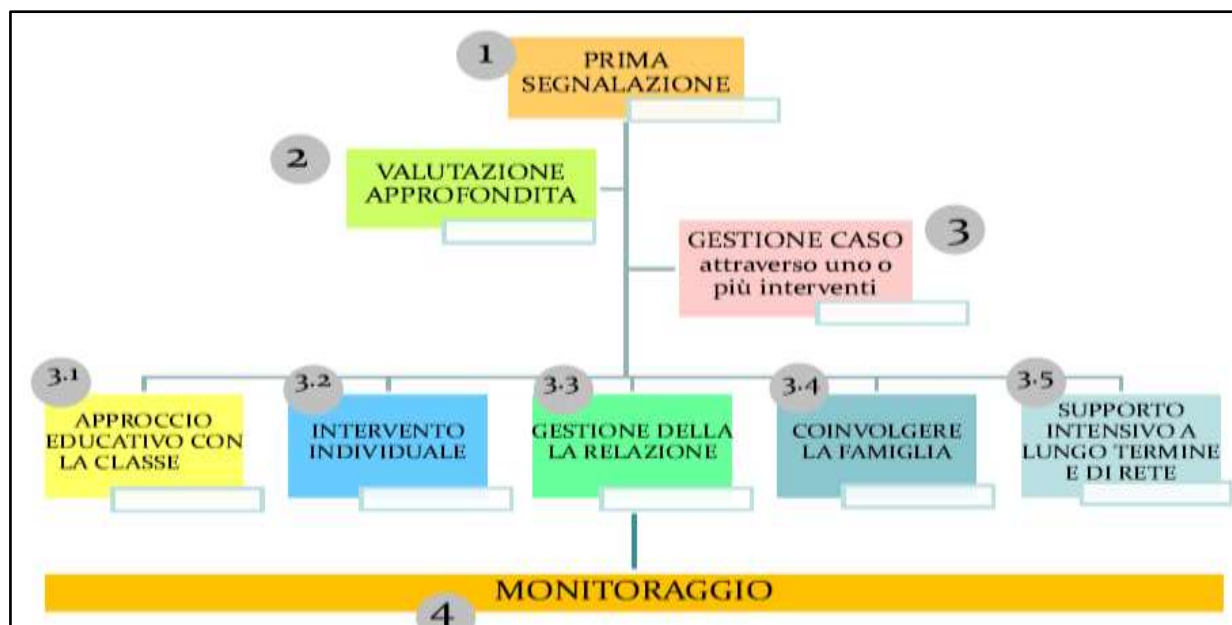 1
PRIMA
SEGNALAZIONE
2
VALUTAZIONE
APPROFONDITA
3
GESTIONE CASO
attraverso uno o
più interventi
3.1
APPROCCIO
EDUCATIVO CON
LA CLASSE
3.2
INTERVENTO
INDIVIDUALE
3.3
GESTIONE DELLA
LA RELAZIONE
3.4
COINVOLGERE
LA FAMIGLIA
3.5
SUPPORTO
INTENSIVO A
LUNGO TERMINE
E DI RETE
MONITORAGGIO
4